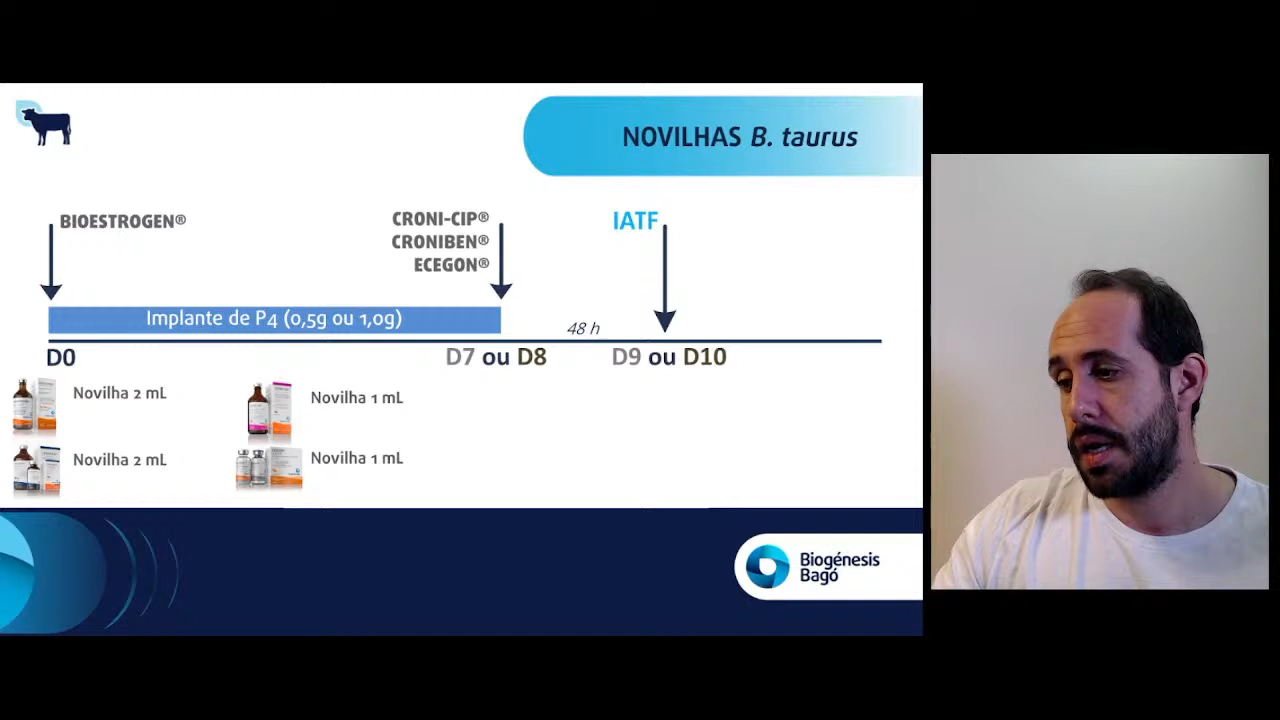 NOVILHAS B. taurus
BIOESTROGEN®
CRONI-CIP®
CRONIBEN®
ECEGON®
IATF
Implante de P4 (0,5g ou 1,0g)
48 h
D0
D7 ou D8
D9 ou D10
Novilha 2 mL
Novilha 1 mL
Novilha 2 mL
Novilha 1 mL
Biogénesis
Bagó